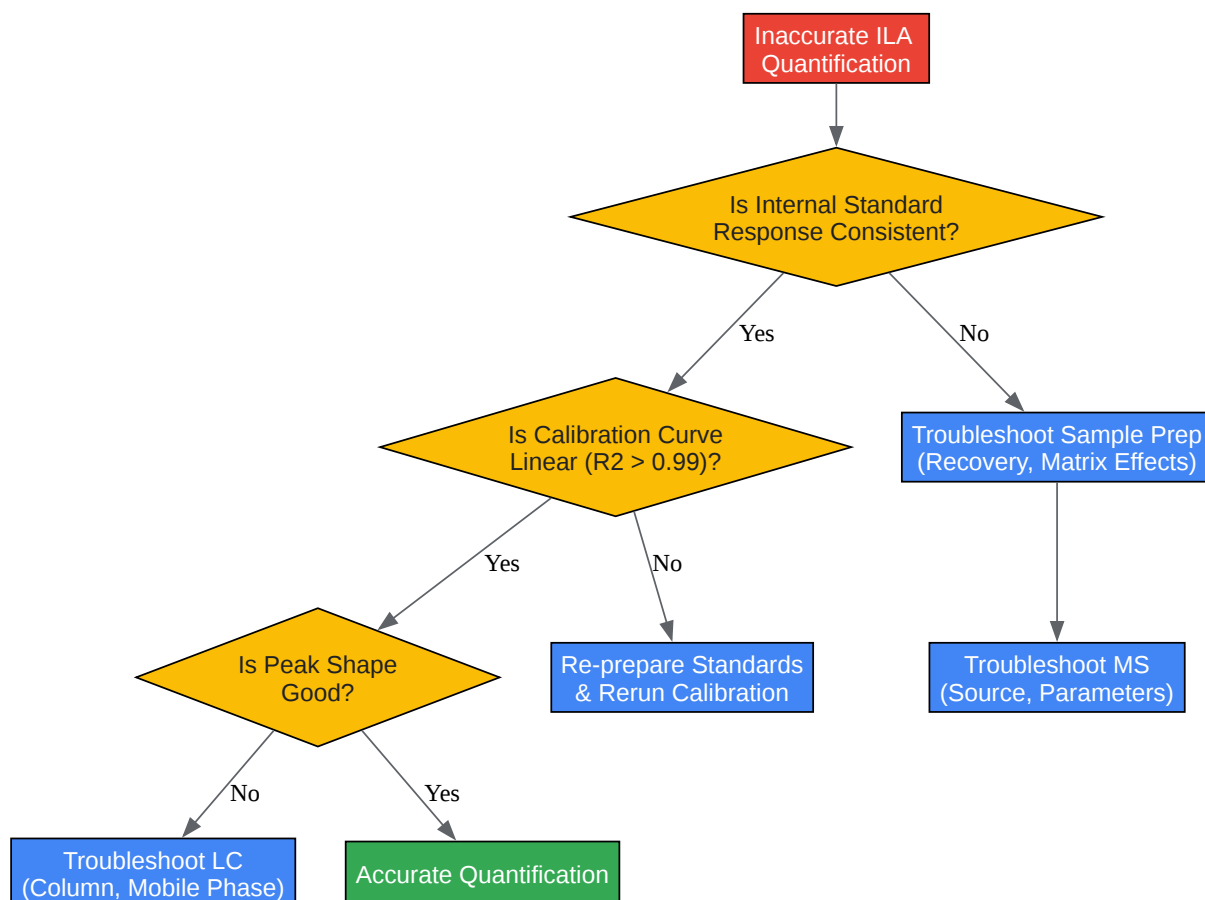 Inaccurate ILA
Quantification
Is Internal Standard
Response Consistent?
Yes
No
Is Calibration Curve
Linear (R2 > 0.99)?
Troubleshoot Sample Prep
(Recovery, Matrix Effects)
Yes
No
Is Peak Shape
Good?
Re-prepare Standards
& Rerun Calibration
Troubleshoot MS
(Source, Parameters)
No
Yes
Troubleshoot LC
(Column, Mobile Phase)
Accurate Quantification